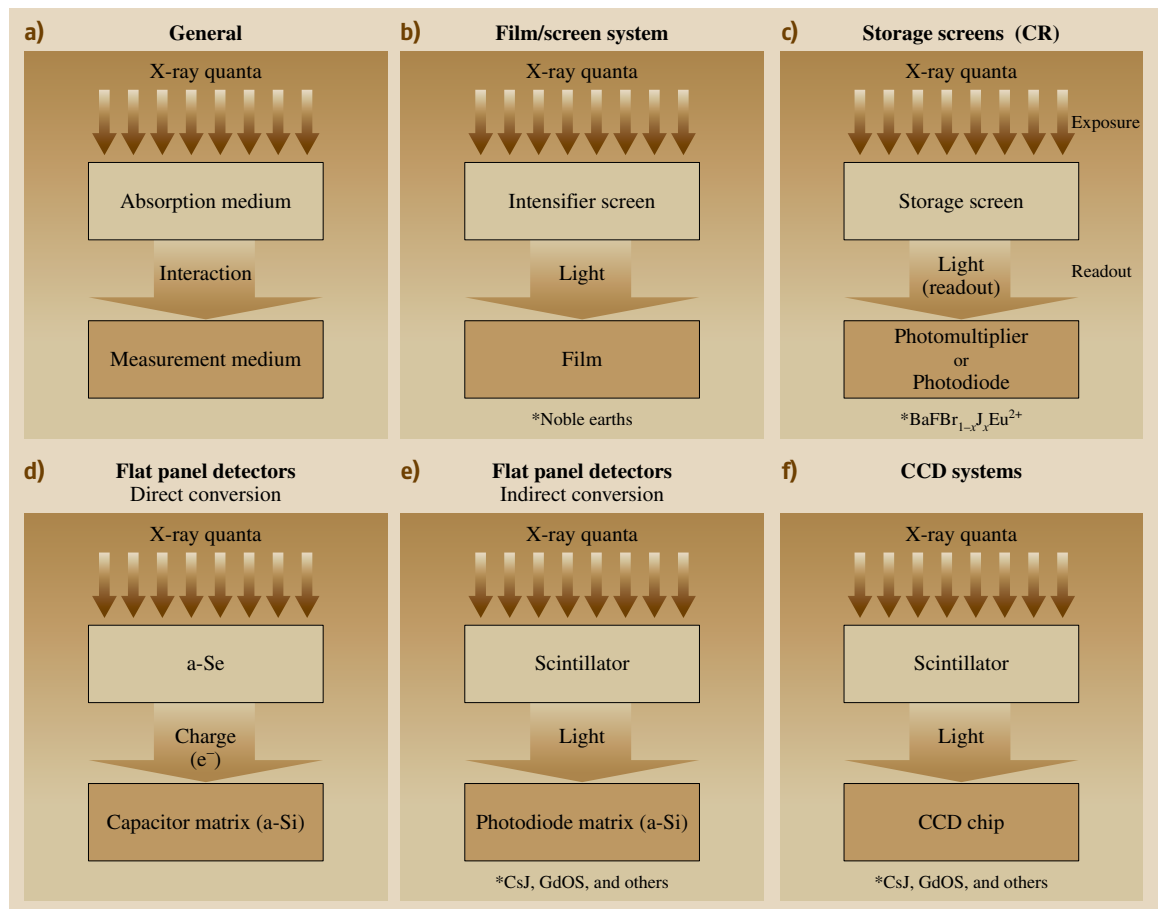 a) General
X-ray quanta
Absorption medium
Interaction
Measurement medium
b) Film/screen system
X-ray quanta
Intensifier screen
Light
Film
*Noble earths
c) Storage screens (CR)
X-ray quanta
Exposure
Storage screen
Light
(readout)
Readout
Photomultiplier
or
Photodiode
*BaFBr₁₋ₓJₓEu²⁺
d) Flat panel detectors
Direct conversion
X-ray quanta
a-Se
Charge
(e⁻)
Capacitor matrix (a-Si)
e) Flat panel detectors
Indirect conversion
X-ray quanta
Scintillator
Light
Photodiode matrix (a-Si)
*CsJ, GdOS, and others
f) CCD systems
X-ray quanta
Scintillator
Light
CCD chip
*CsJ, GdOS, and others